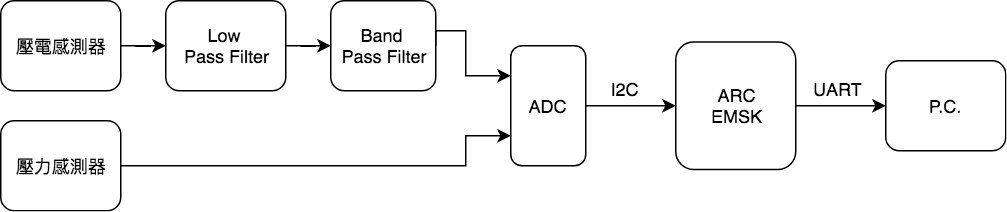 壓電感測器
Low
Pass Filter
Band
Pass Filter
壓力感測器
ADC
I2C
ARC
EMSK
UART
P.C.